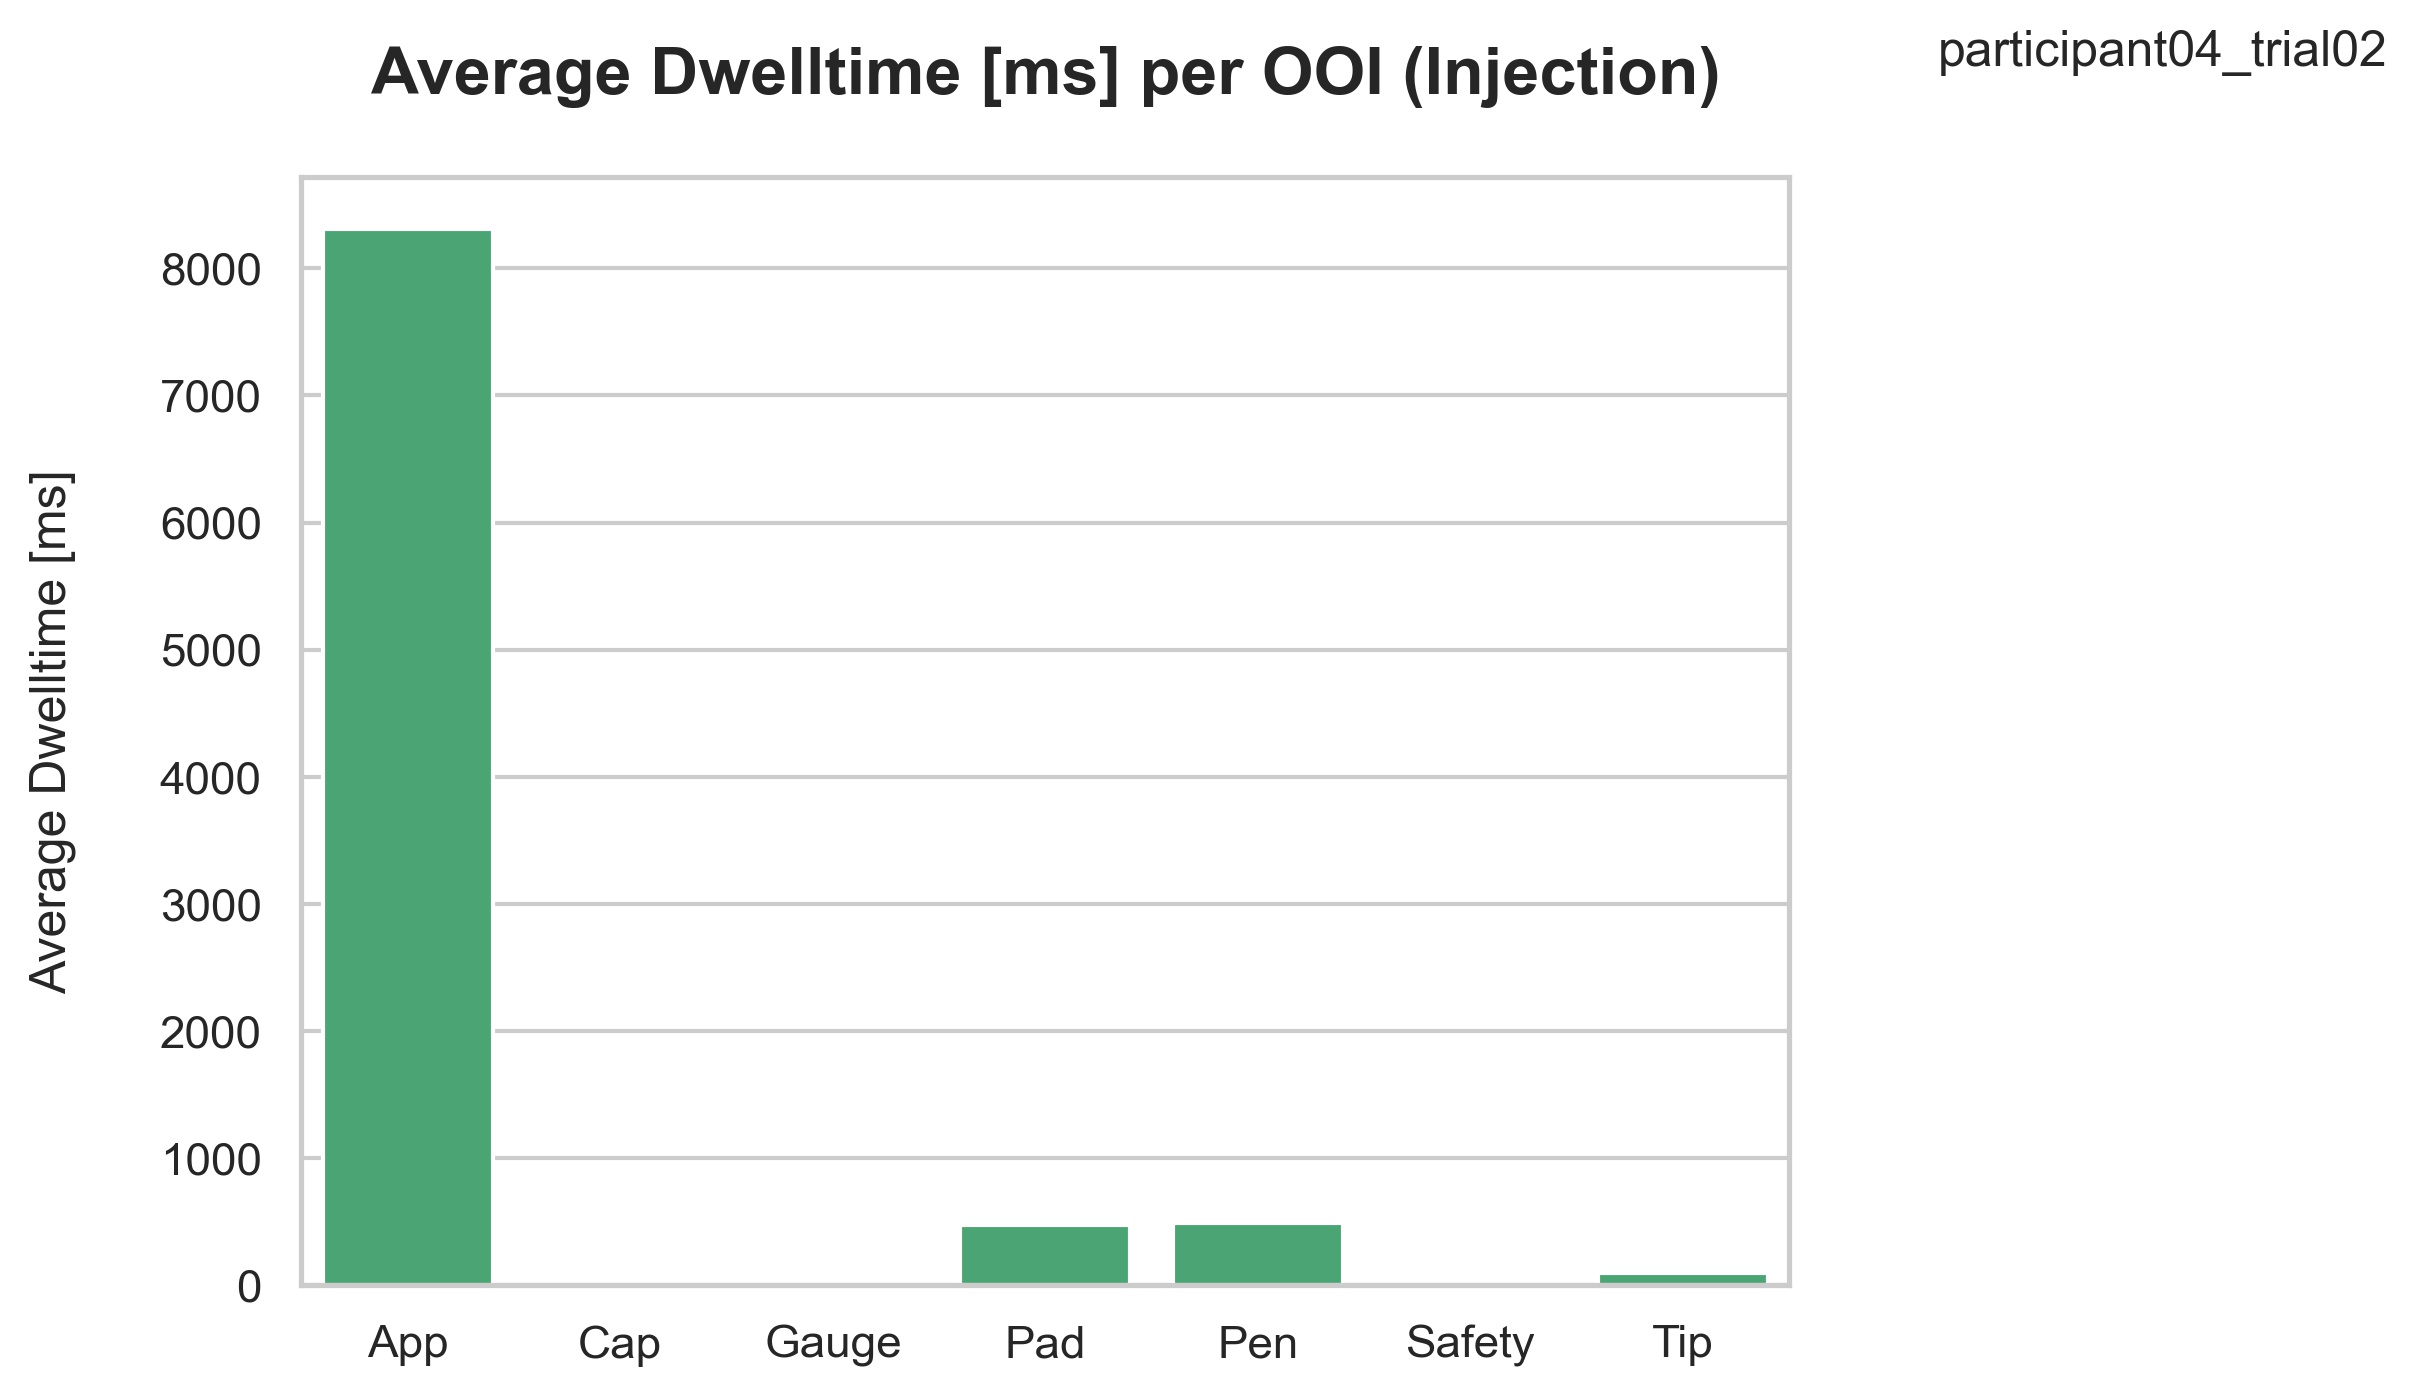 Average Dwelltime [ms] per OOI (Injection)
participant04_trial02
Average Dwelltime [ms]
8000
7000
6000
5000
4000
3000
2000
1000
0
App Cap Gauge Pad Pen Safety Tip